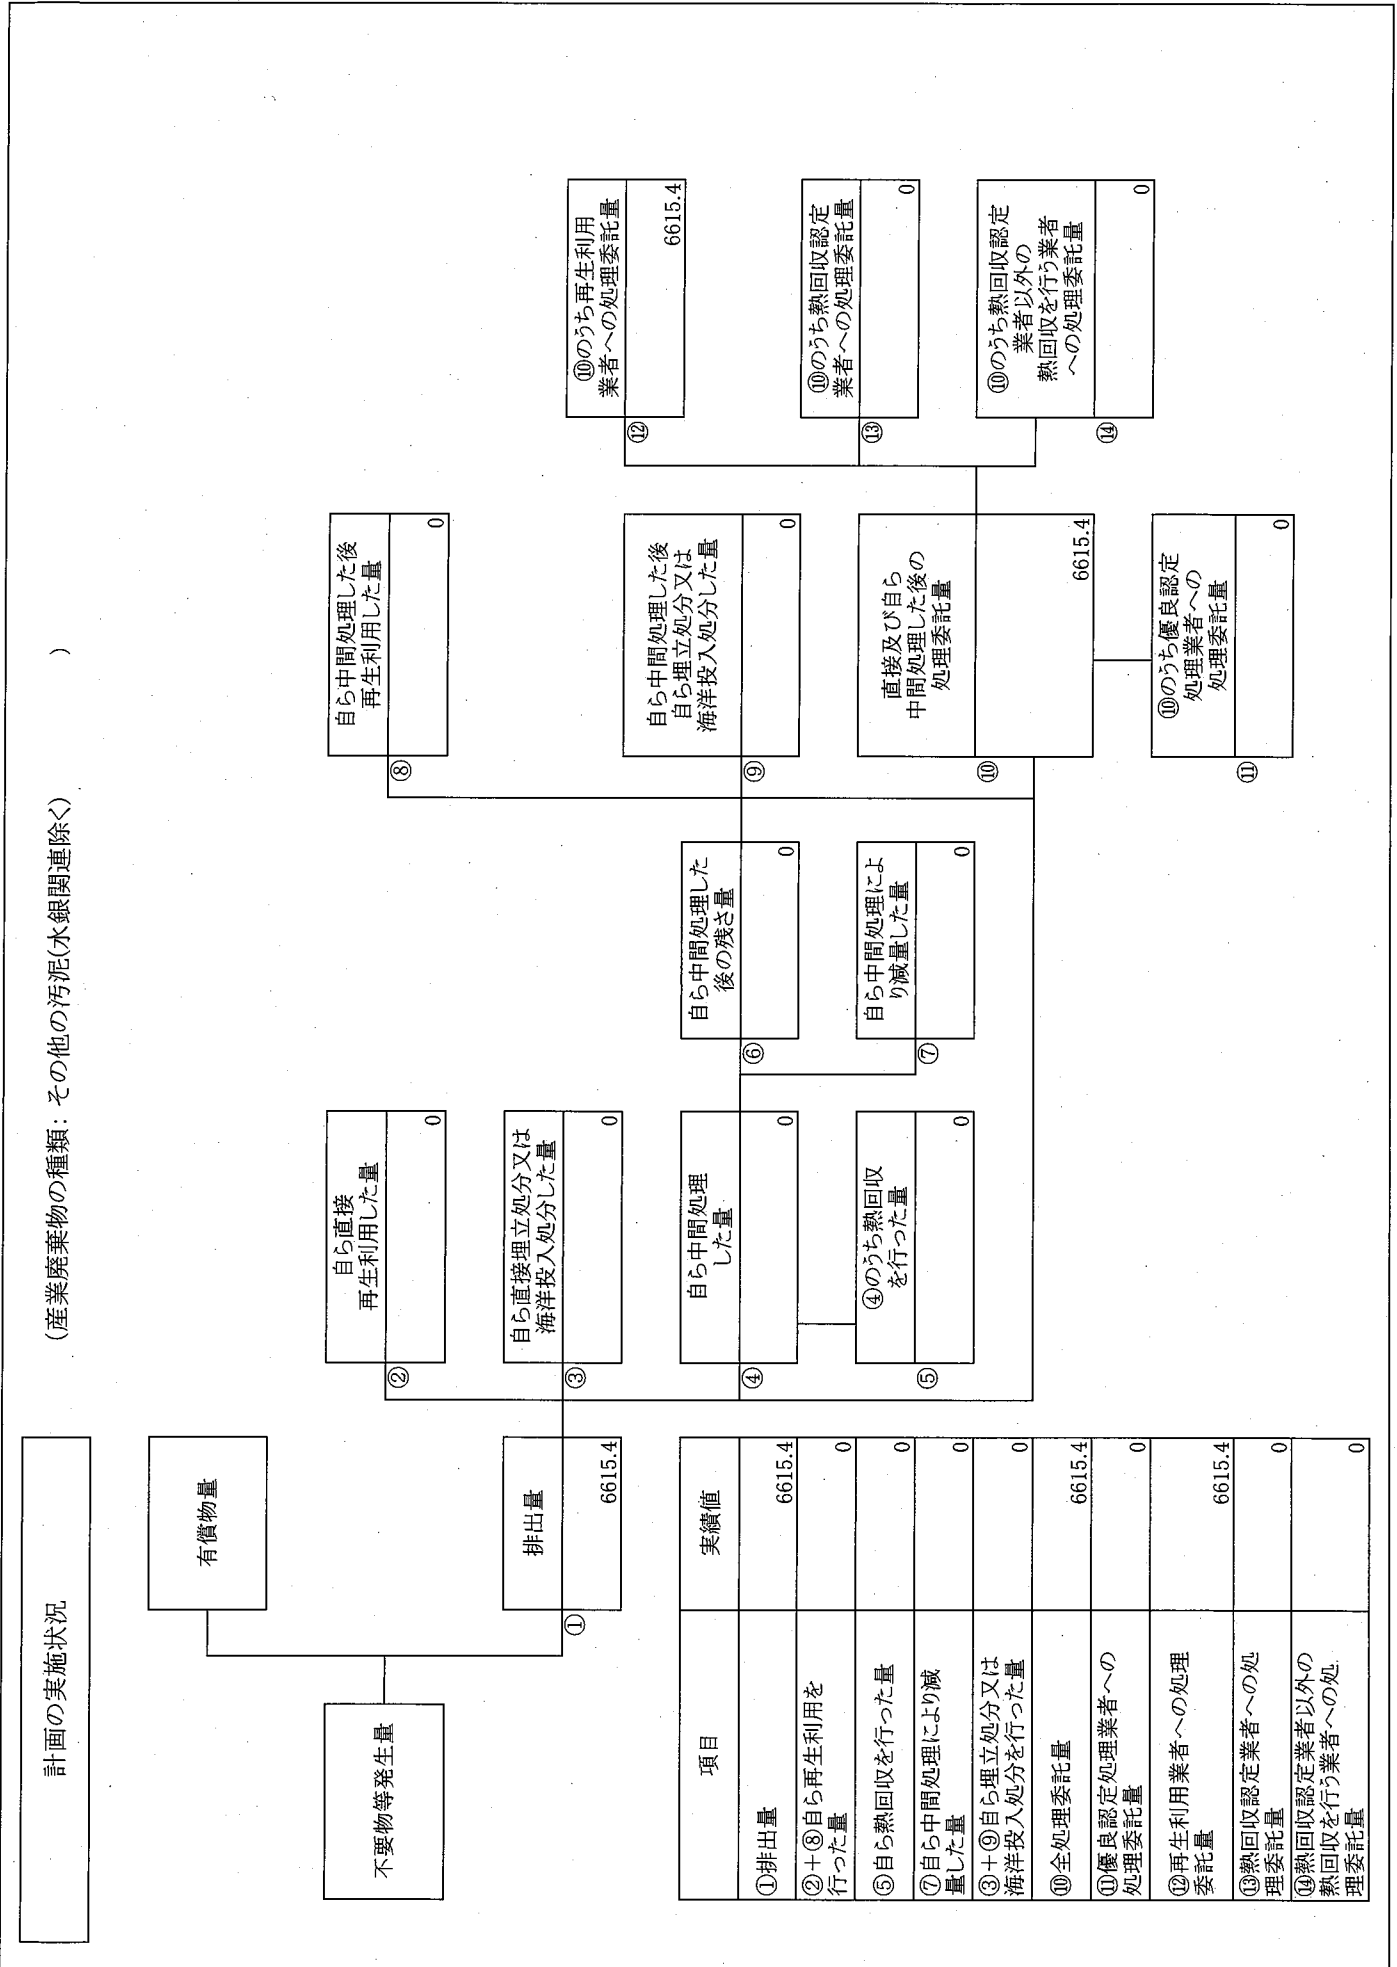 計画の実施状況
(産業廃棄物の種類: その他の汚泥(水銀関連除く)　　　　)
不要物等発生量
有償物量
①
排出量
6615.4
②
自ら直接
再生利用した量
0
③
自ら直接埋立処分又は
海洋投入処分した量
0
④
自ら中間処理
した量
0
⑤
④のうち熱回収
を行った量
0
⑥
自ら中間処理した
後の残さ量
0
⑦
自ら中間処理によ
り減量した量
0
⑧
自ら中間処理した後
再生利用した量
0
⑨
自ら中間処理した後
自ら埋立処分又は
海洋投入処分した量
0
⑩
直接及び自ら
中間処理した後の
処理委託量
6615.4
⑪
⑩のうち優良認定
処理業者への
処理委託量
0
⑫
⑩のうち再生利用
業者への処理委託量
6615.4
⑬
⑩のうち熱回収認定
業者への処理委託量
0
⑭
⑩のうち熱回収認定
業者以外の
熱回収を行う業者
への処理委託量
0
項目 実績値
①排出量 6615.4
②+⑧自ら再生利用を
行った量 0
⑤自ら熱回収を行った量 0
⑦自ら中間処理により減
量した量 0
③+⑨自ら埋立処分又は
海洋投入処分を行った量 0
⑩全処理委託量 6615.4
⑪優良認定処理業者への
処理委託量 0
⑫再生利用業者への処理
委託量 6615.4
⑬熱回収認定業者への処
理委託量 0
⑭熱回収認定業者以外の
熱回収を行う業者への処
理委託量 0